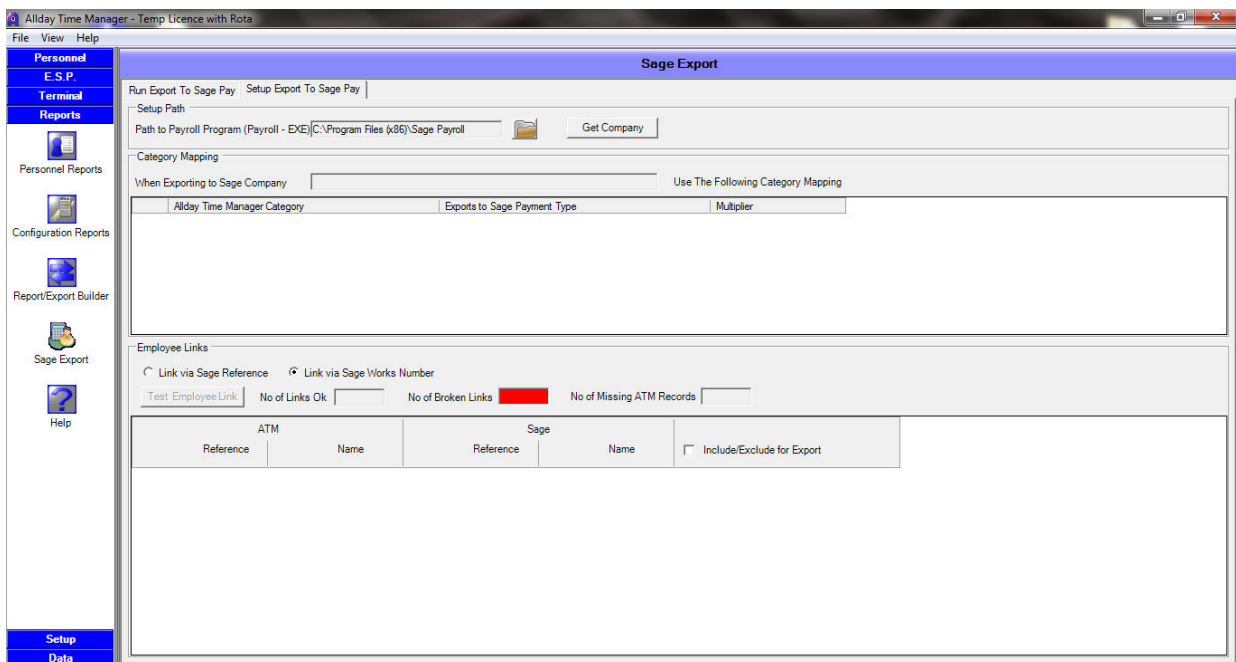 Allday Time Manager - Temp Licence with Rota
File View Help
Personnel
E.S.P.
Terminal
Reports
Personnel Reports
Configuration Reports
Report/Export Builder
Sage Export
Help
Setup
Data
Sage Export
Run Export To Sage Pay Setup Export To Sage Pay
Setup Path
Path to Payroll Program (Payroll - EXE) C:\Program Files (x86)\Sage Payroll Get Company
Category Mapping
When Exporting to Sage Company Use The Following Category Mapping
Allday Time Manager Category Exports to Sage Payment Type Multiplier
Employee Links
Link via Sage Reference Link via Sage Works Number
Test Employee Link No of Links Ok No of Broken Links No of Missing ATM Records
ATM Sage
Reference Name Reference Name Include/Exclude for Export